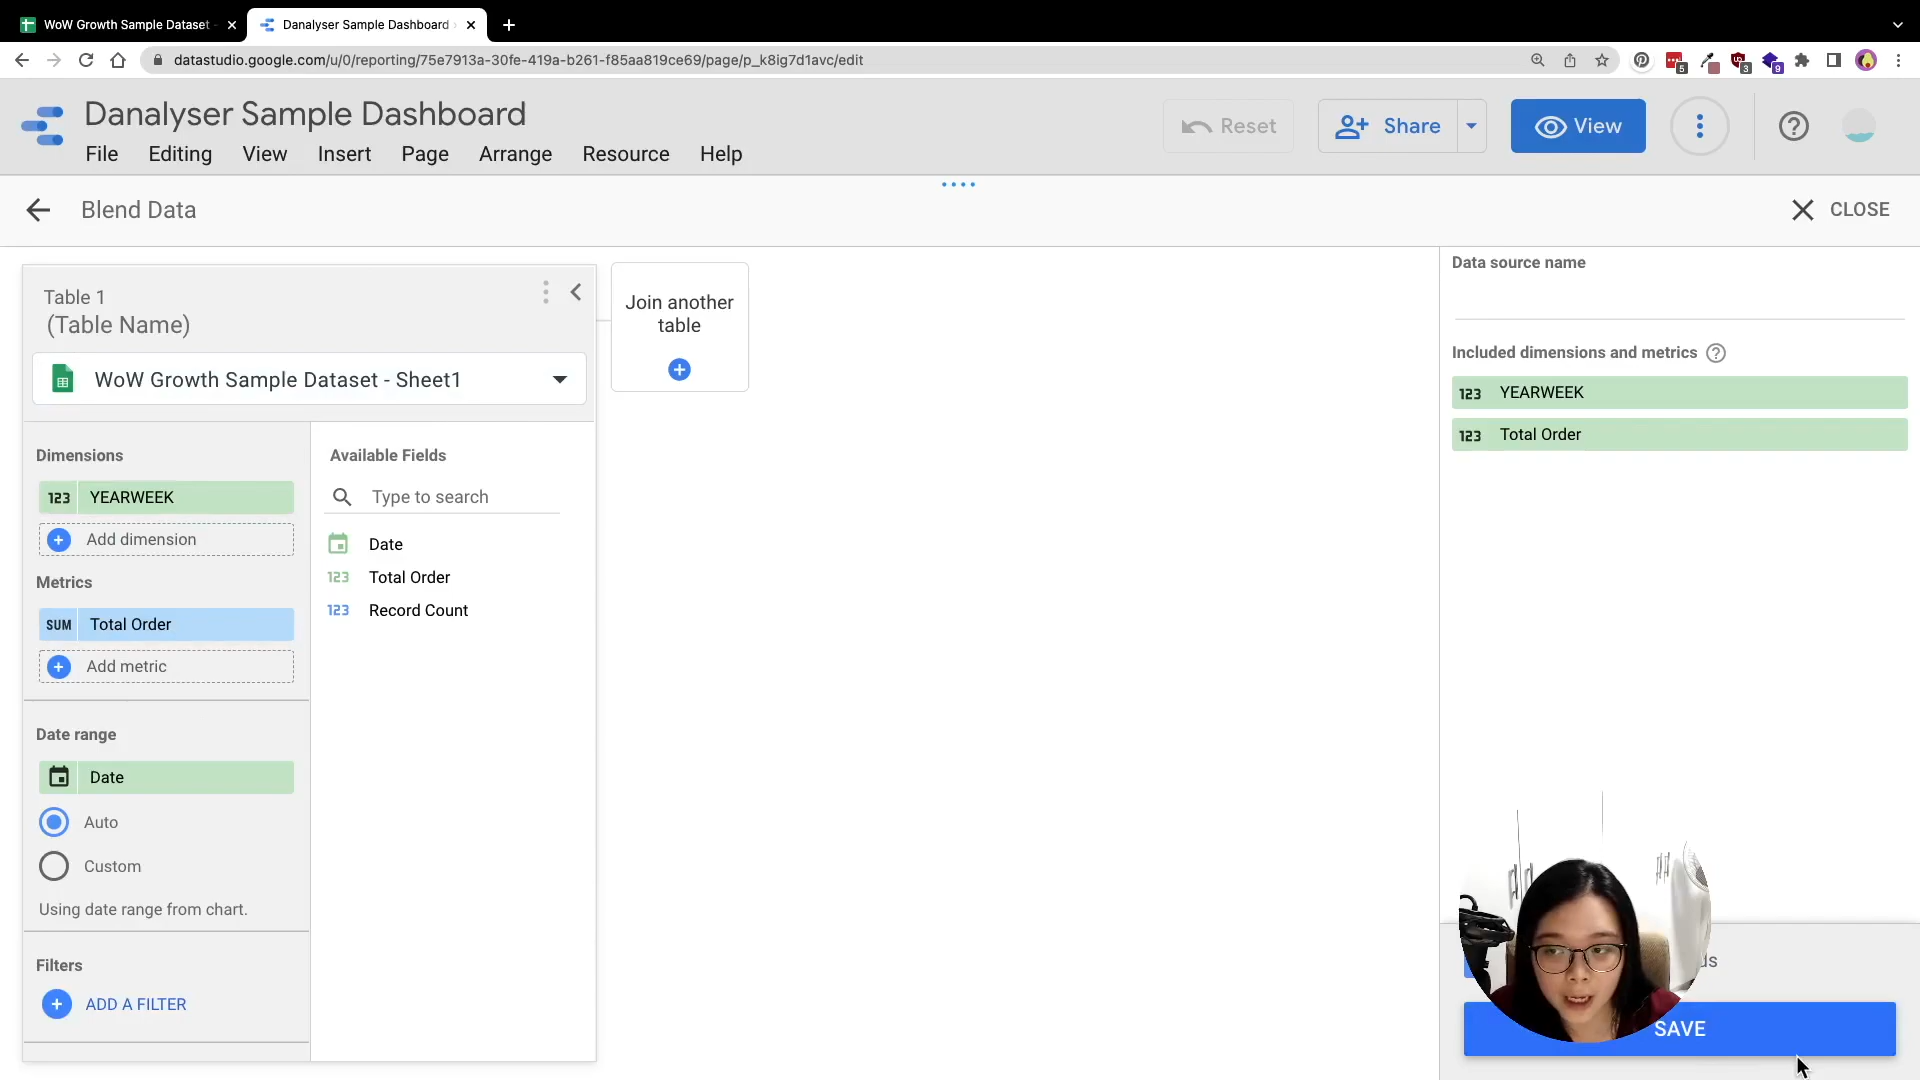 WoW Growth Sample Dataset -
Danalyser Sample Dashboard ›
datastudio.google.com/u/0/reporting/75e7913a-30fe-419a-b261-f85aa819ce69/page/p_k8ig7d1avc/edit
5
3
9
Danalyser Sample Dashboard
Reset
Share
View
File Editing View Insert Page Arrange Resource Help
Blend Data
CLOSE
Table 1
(Table Name)
WoW Growth Sample Dataset - Sheet1
Dimensions
123 YEARWEEK
Add dimension
Metrics
SUM Total Order
Add metric
Date range
Date
Auto
Custom
Using date range from chart.
Filters
ADD A FILTER
Available Fields
Type to search
Date
123 Total Order
123 Record Count
Join another
table
Data source name
Included dimensions and metrics
123 YEARWEEK
123 Total Order
SAVE